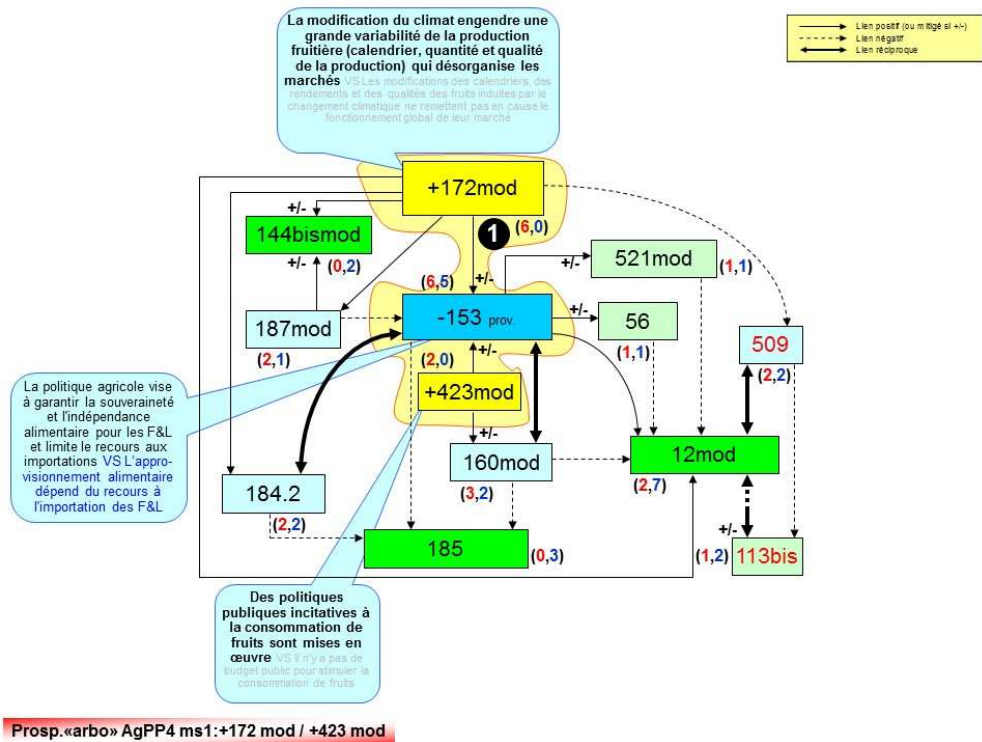 La modification du climat engendre une
grande variabilité de la production
fruitière (calendrier, quantité et qualité
de la production) qui désorganise les
marchés VS Les modifications des calendriers, des
rendements et des qualités des fruits induites par le
changement climatique ne remettent pas en cause le
fonctionnement global de leur marché
Lien positif (ou mitigé si +/-)
Lien négatif
Lien réciproque
+172mod
+/-
144bismod
1
(6,0)
+/-
(0,2)
521mod
+/-
(1,1)
(6,5)
+/-
187mod
-153 prov.
+/-
56
509
(2,1)
(2,0)
+/-
(1,1)
(2,2)
La politique agricole vise
à garantir la souveraineté
et l'indépendance
alimentaire pour les F&L
et limite le recours aux
importations VS L'appro-
visionnement alimentaire
dépend du recours à
l'importation des F&L
+423mod
+/-
160mod
12mod
184.2
(3,2)
(2,7)
(2,2)
185
(0,3)
+/-
(1,2)
113bis
Des politiques
publiques incitatives à
la consommation de
fruits sont mises en
œuvre VS Il n'y a pas de
budget public pour stimuler la
consommation de fruits
Prosp.«arbo» AgPP4 ms1:+172 mod / +423 mod